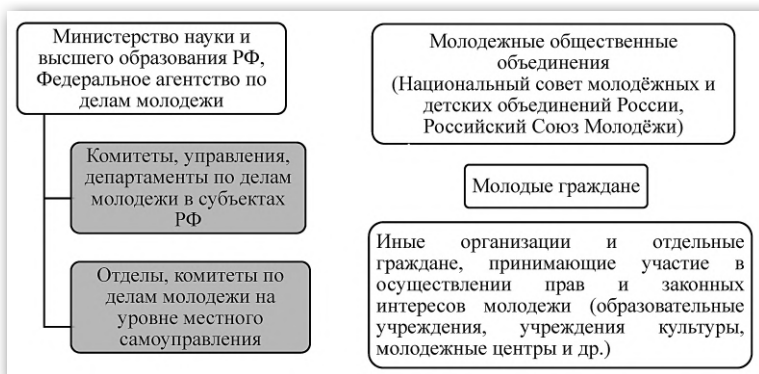 Министерство науки и
высшего образования РФ,
Федеральное агентство по
делам молодежи
Комитеты, управления,
департаменты по делам
молодежи в субъектах
РФ
Отделы, комитеты по
делам молодежи на
уровне местного
самоуправления
Молодежные общественные
объединения
(Национальный совет молодёжных и
детских объединений России,
Российский Союз Молодёжи)
Молодые граждане
Иные организации и отдельные
граждане, принимающие участие в
осуществлении прав и законных
интересов молодежи (образовательные
учреждения, учреждения культуры,
молодежные центры и др.)